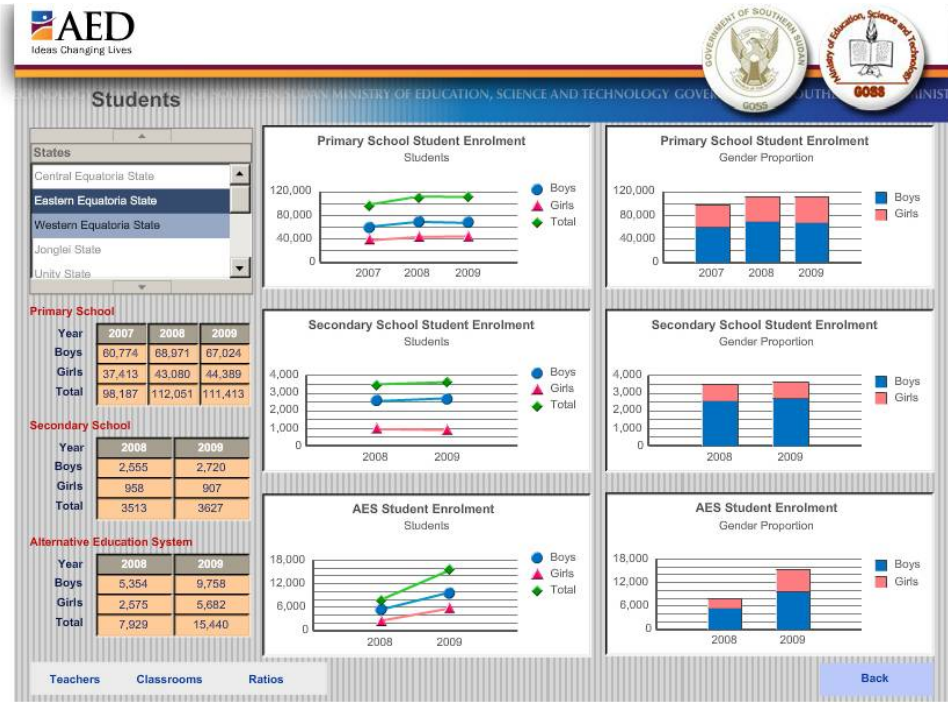 AED
Ideas Changing Lives
GOVERNMENT OF SOUTHERN SUDAN
GOSS
Ministry of Education, Science and Technology
GOSS
Students
MINISTRY OF EDUCATION, SCIENCE AND TECHNOLOGY
States
Central Equatoria State
Eastern Equatoria State
Western Equatoria State
Jonglei State
Unity State
Primary School
Year 2007 2008 2009
Boys 60,774 68,971 67,024
Girls 37,413 43,080 44,389
Total 98,187 112,051 111,413
Secondary School
Year 2008 2009
Boys 2,555 2,720
Girls 958 907
Total 3513 3627
Alternative Education System
Year 2008 2009
Boys 5,354 9,758
Girls 2,575 5,682
Total 7,929 15,440
Primary School Student Enrolment
Students
120,000
80,000
40,000
0
2007 2008 2009
Boys
Girls
Total
Primary School Student Enrolment
Gender Proportion
120,000
80,000
40,000
0
2007 2008 2009
Boys
Girls
Secondary School Student Enrolment
Students
4,000
3,000
2,000
1,000
0
2008 2009
Boys
Girls
Total
Secondary School Student Enrolment
Gender Proportion
4,000
3,000
2,000
1,000
0
2008 2009
Boys
Girls
AES Student Enrolment
Students
18,000
12,000
6,000
0
2008 2009
Boys
Girls
Total
AES Student Enrolment
Gender Proportion
18,000
12,000
6,000
0
2008 2009
Boys
Girls
Teachers Classrooms Ratios
Back